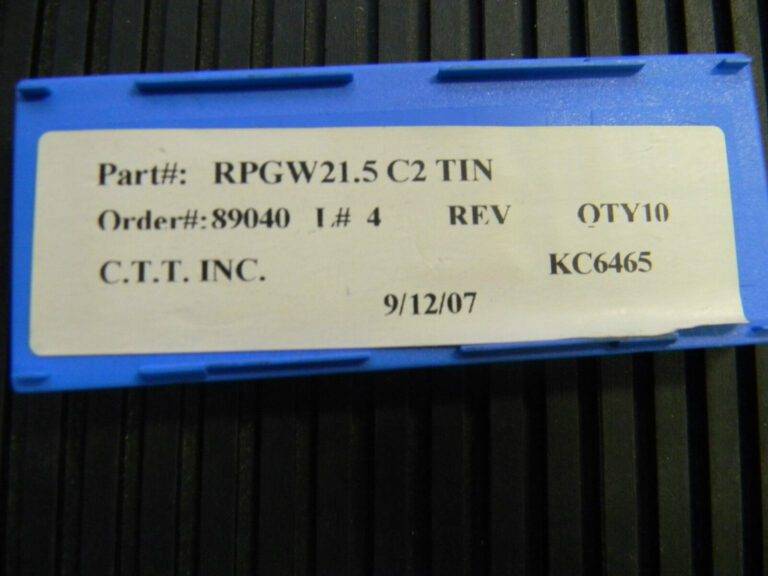 Part#: RPGW21.5 C2 TIN
Order#: 89040 L# 4 REV QTY10
C.T.T. INC. KC6465
9/12/07